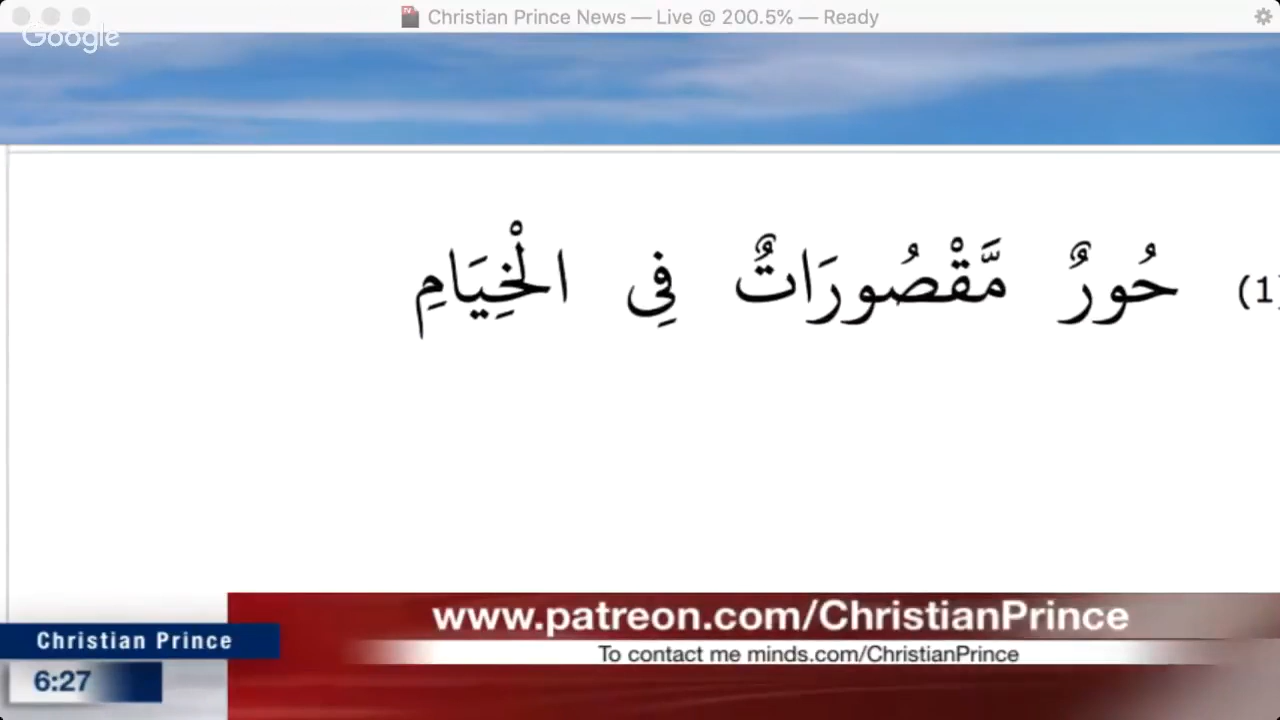 Christian Prince News — Live @ 200.5% — Ready
Google
(1) حُورٌ مَّقْصُورَاتٌ فِى الْخِيَامِ
www.patreon.com/ChristianPrince
Christian Prince
To contact me minds.com/ChristianPrince
6:27